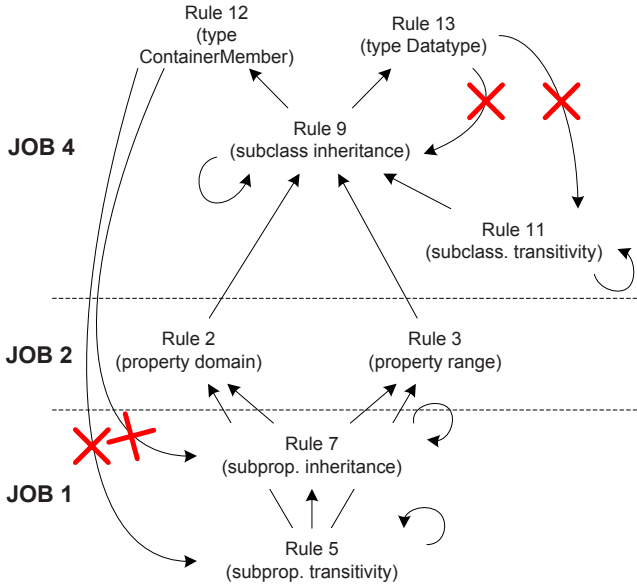 Rule 12
(type
ContainerMember)
Rule 13
(type Datatype)
JOB 4
Rule 9
(subclass inheritance)
Rule 11
(subclass. transitivity)
JOB 2
Rule 2
(property domain)
Rule 3
(property range)
JOB 1
Rule 7
(subprop. inheritance)
Rule 5
(subprop. transitivity)